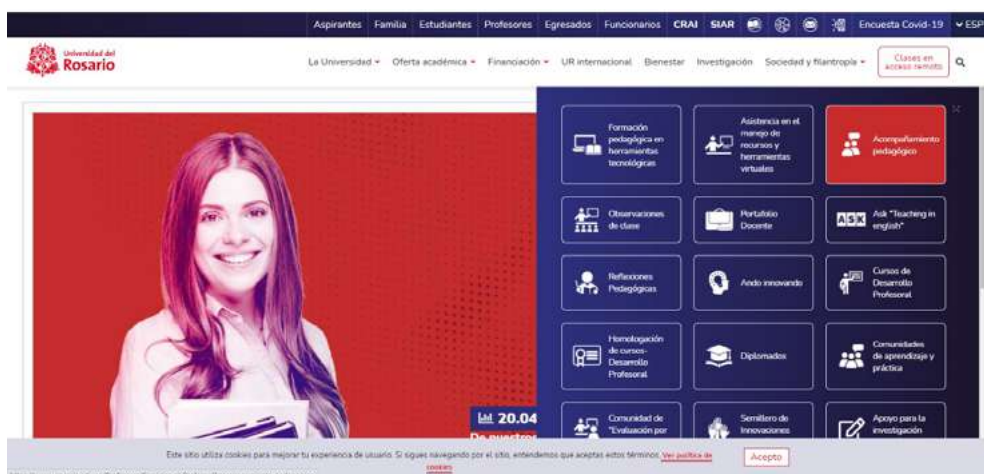 Aspirantes Familia Estudiantes Profesores Egresados Funcionarios CRAI SIAR Encuesta Covid-19 ESP
Universidad del
Rosario
La Universidad Oferta académica Financiación UR internacional Bienestar Investigación Sociedad y filantropía
Clases en
acceso remoto
Formación
pedagógica en
herramientas
tecnológicas
Asistencia en el
manejo de
recursos y
herramientas
virtuales
Acompañamiento
pedagógico
Observaciones
de clase
Portafolio
Docente
ASK
Ask "Teaching in
english"
Reflexiones
Pedagógicas
Ando innovando
Cursos de
Desarrollo
Profesoral
Homologación
de cursos-
Desarrollo
Profesoral
Diplomados
Comunidades
de aprendizaje y
práctica
Comunidad de
"Evaluación por
Semillero de
Innovaciones
Apoyo para la
investigación
20.04
De nuestros
Este sitio utiliza cookies para mejorar tu experiencia de usuario. Si sigues navegando por el sitio, entendemos que aceptas estos términos. Ver política de
cookies
Acepto